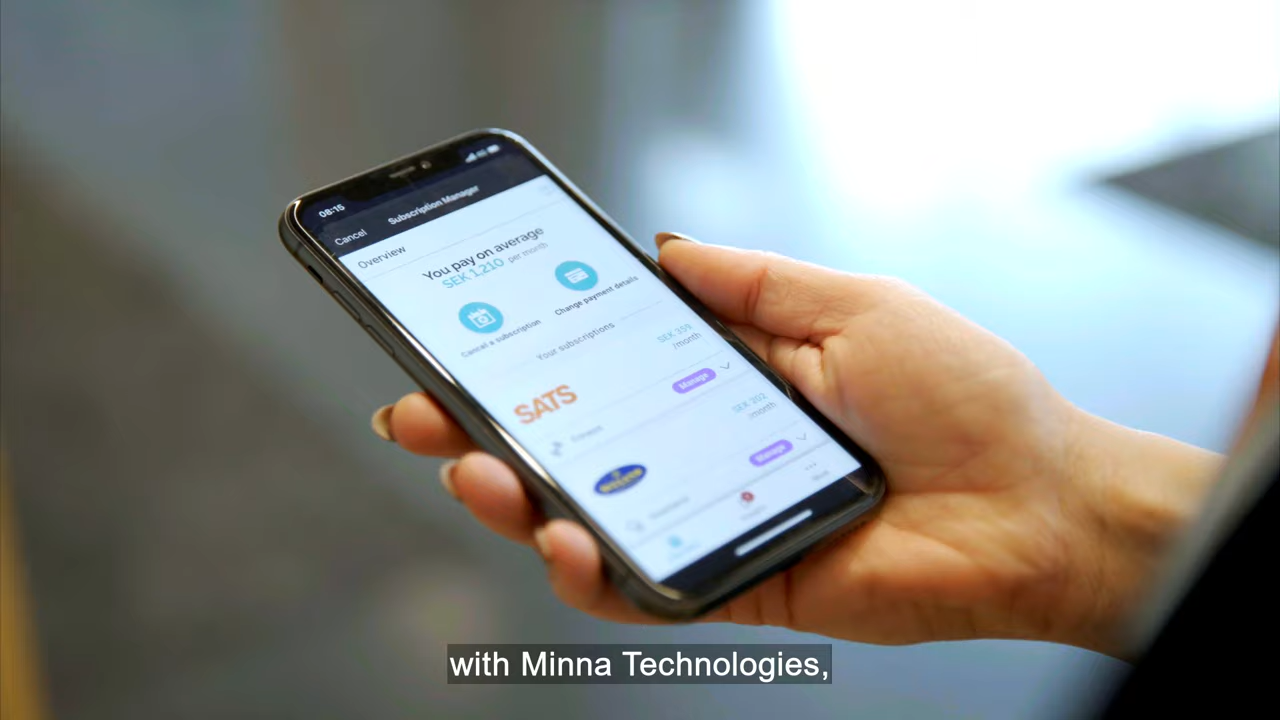 08:15
Cancel
Subscription Manager
Overview
You pay on average
SEK 1,210 per month
Cancel a subscription
Change payment details
Your subscriptions
SATS
SEK 359
/month
Manage
SEK 302
/month
Manage
with Minna Technologies,